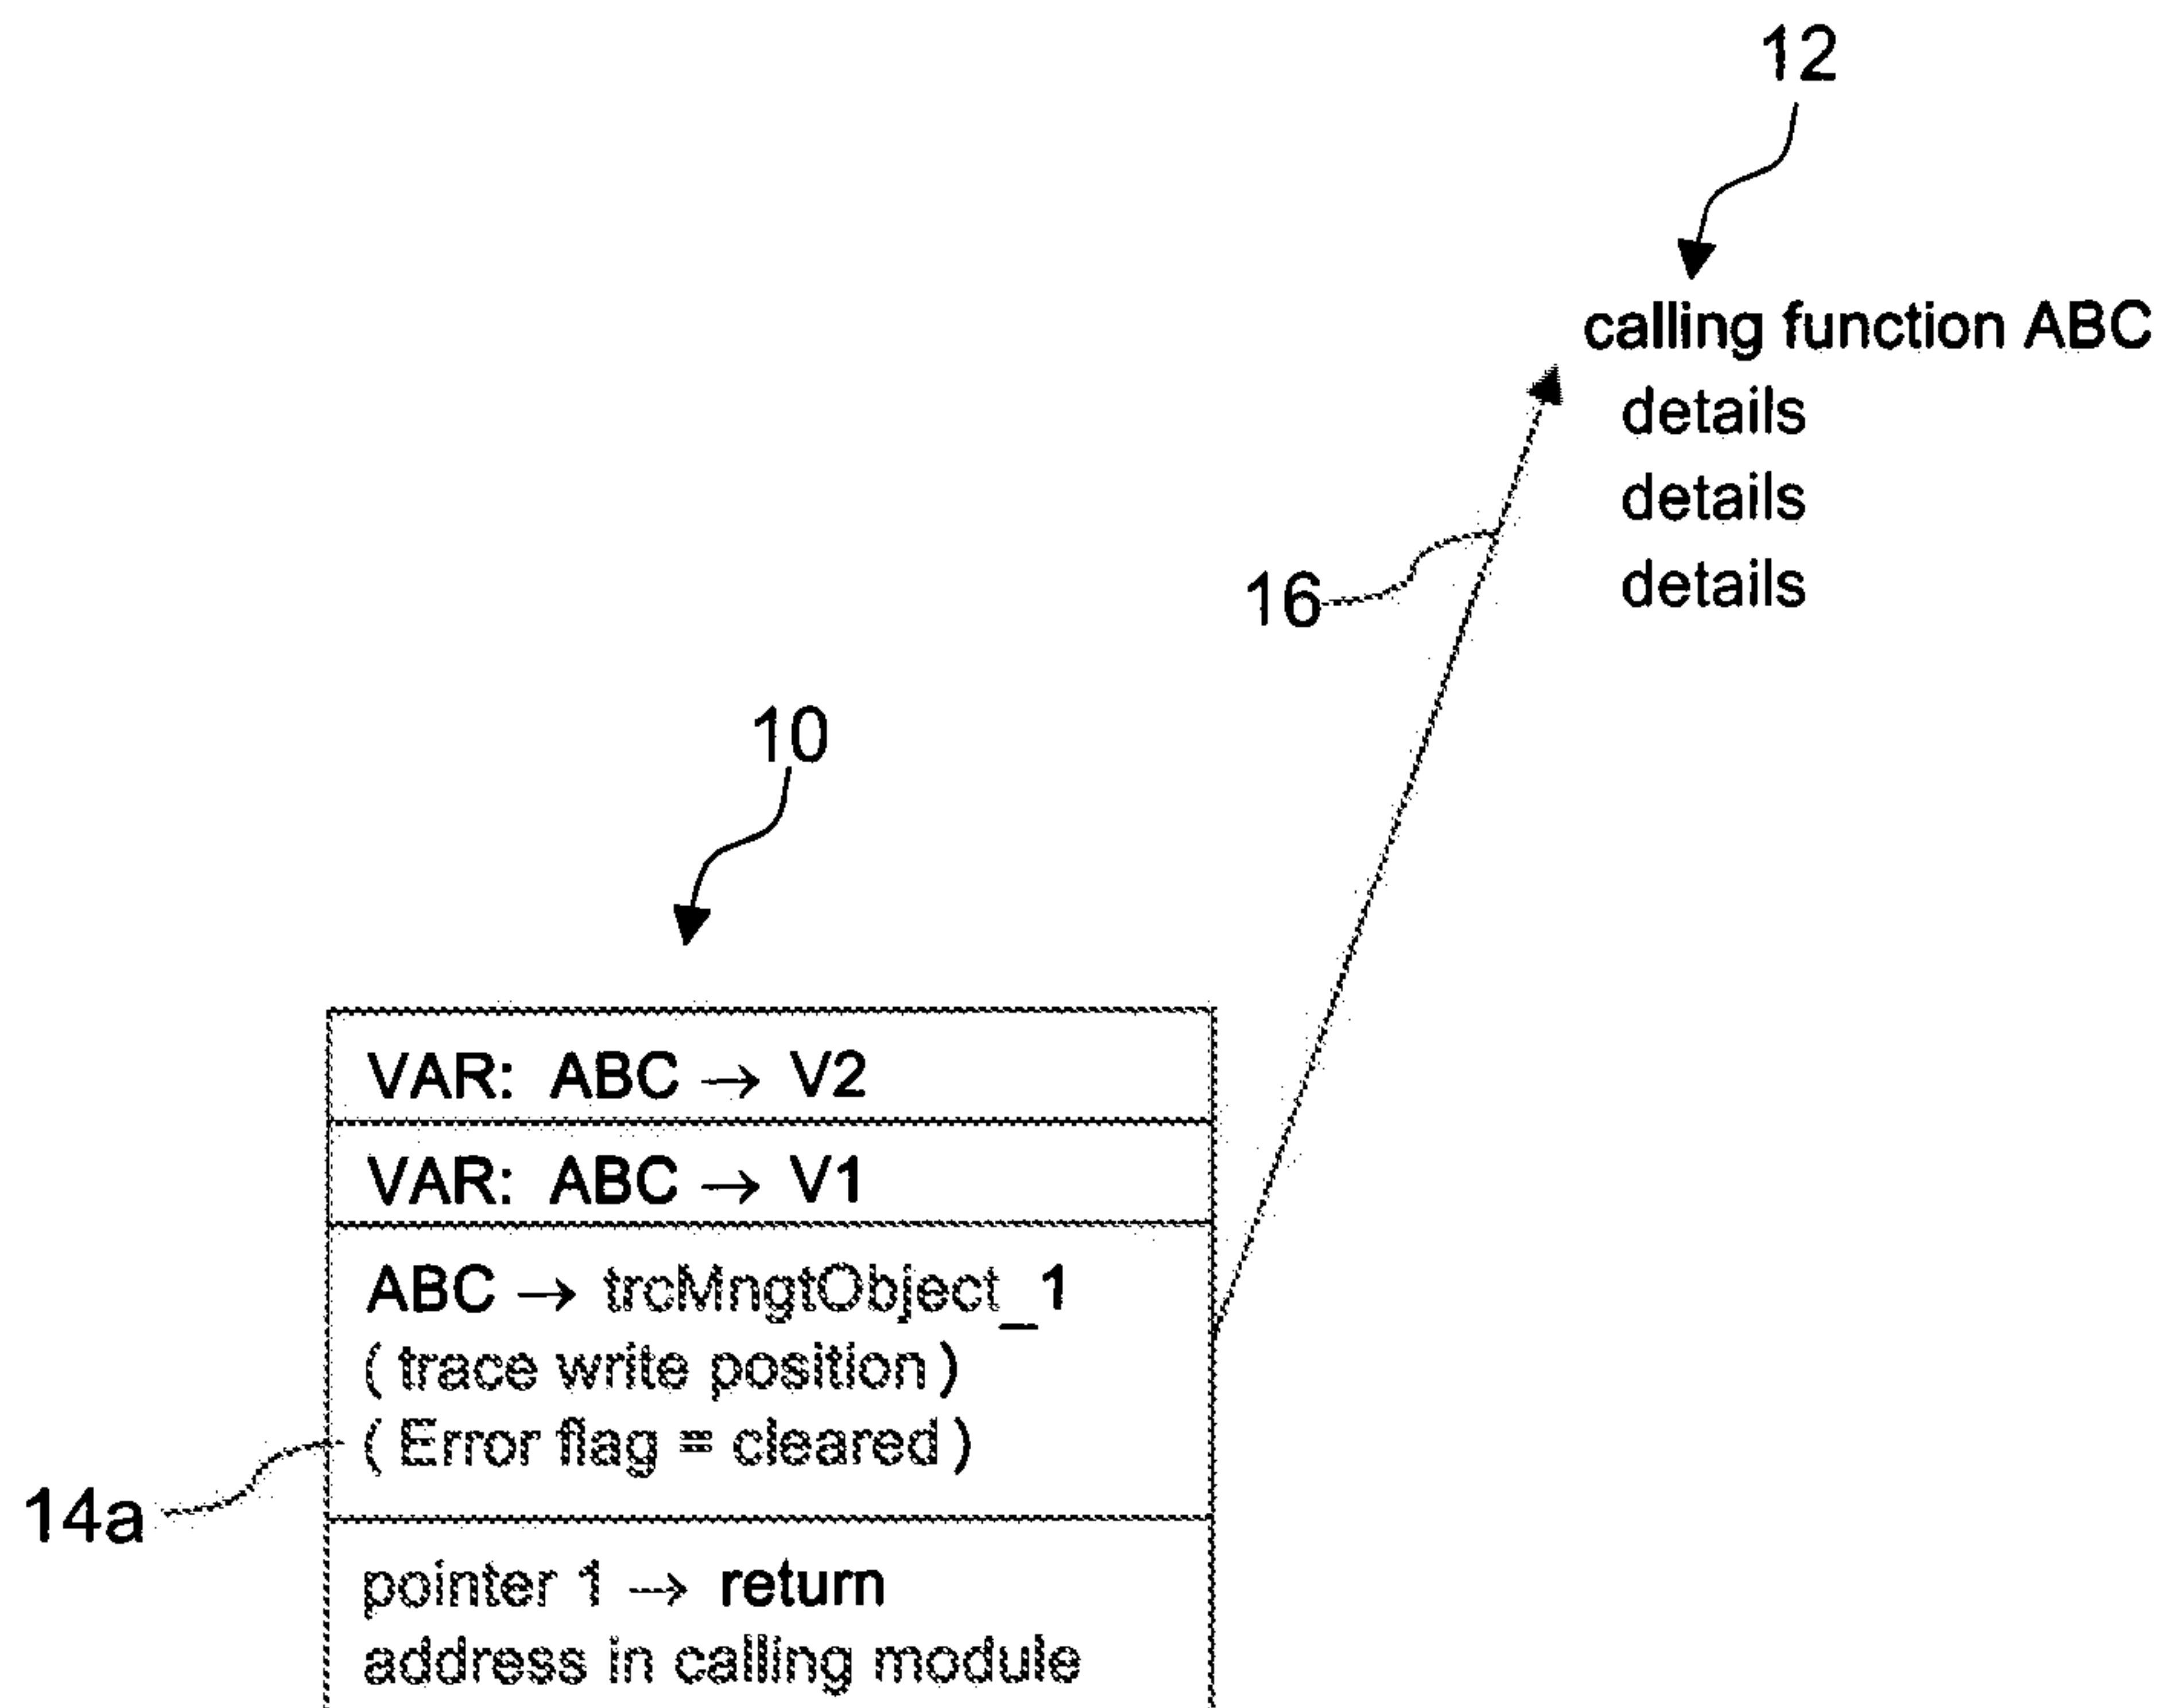 12
calling function ABC
details
details
details
16
10
VAR: ABC → V2
VAR: ABC → V1
ABC → trcMngtObject_1
( trace write position )
( Error flag = cleared )
14a
pointer 1 → return
address in calling module